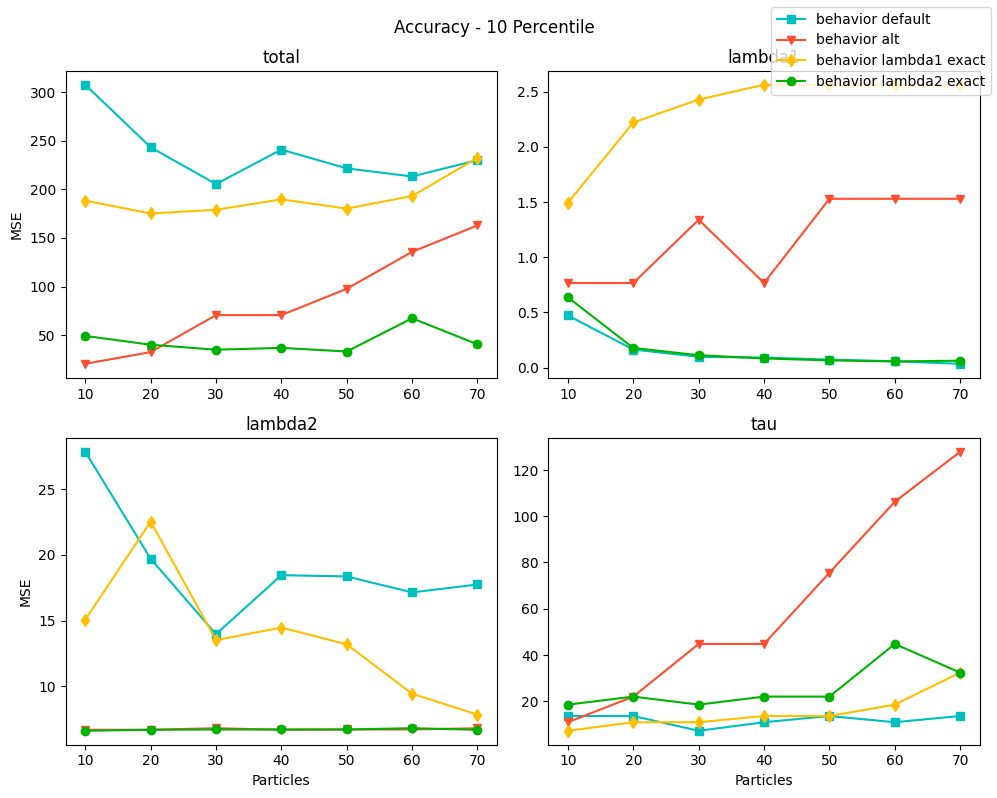 Accuracy - 10 Percentile
behavior default
behavior alt
behavior lambda1 exact
behavior lambda2 exact
total
MSE
300
250
200
150
100
50
10 20 30 40 50 60 70
lambda1
2.5
2.0
1.5
1.0
0.5
0.0
10 20 30 40 50 60 70
lambda2
MSE
25
20
15
10
10 20 30 40 50 60 70
Particles
tau
120
100
80
60
40
20
10 20 30 40 50 60 70
Particles